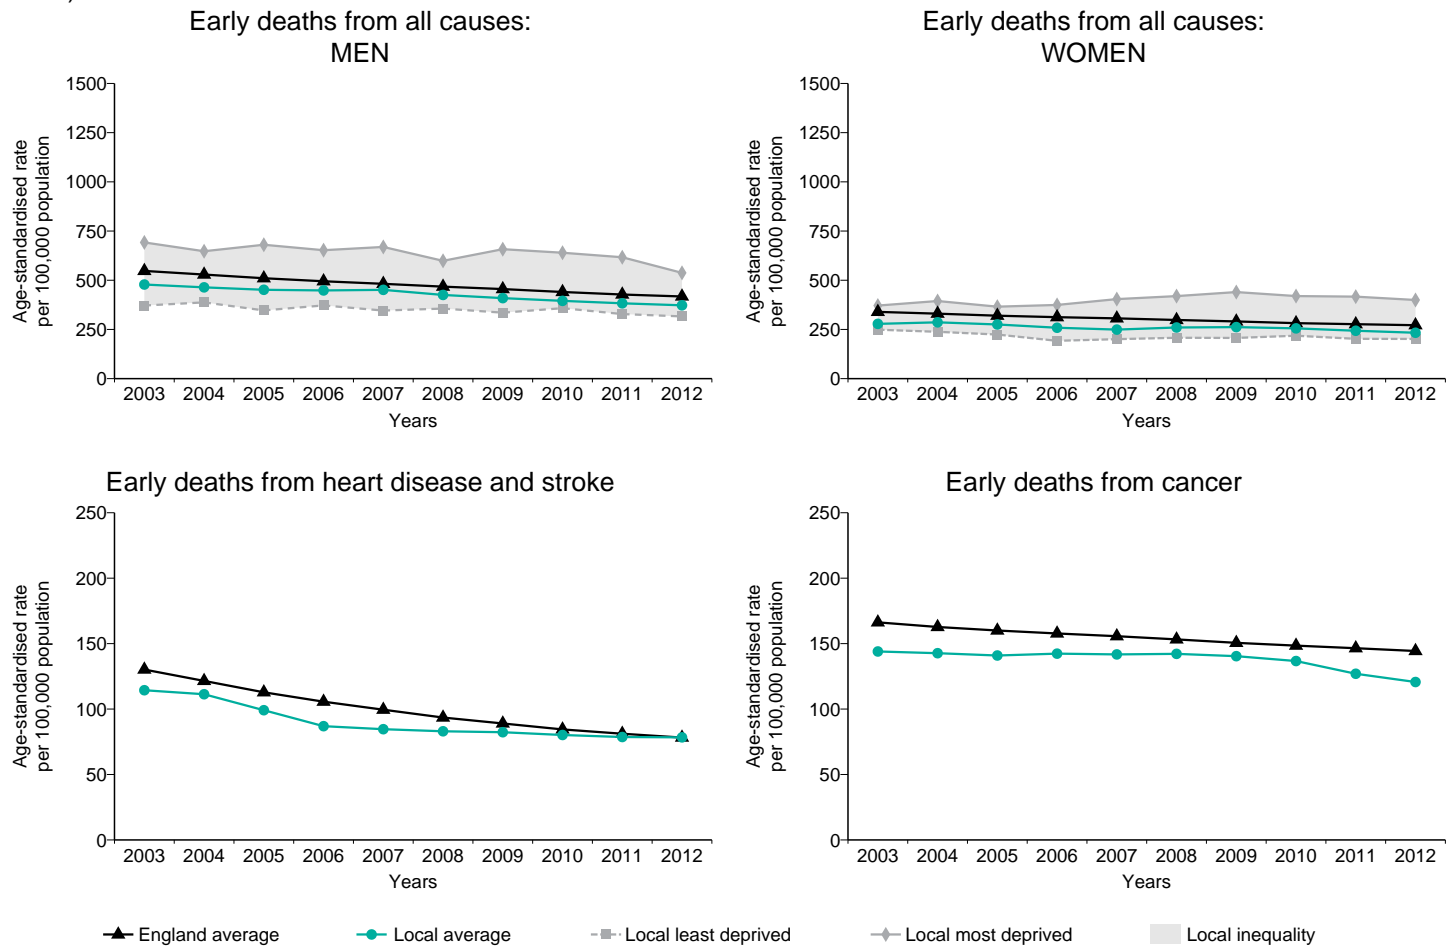 Early deaths from all causes:
MEN
Age-standardised rate
per 100,000 population
1500
1250
1000
750
500
250
0
2003 2004 2005 2006 2007 2008 2009 2010 2011 2012
Years
Early deaths from all causes:
WOMEN
Age-standardised rate
per 100,000 population
1500
1250
1000
750
500
250
0
2003 2004 2005 2006 2007 2008 2009 2010 2011 2012
Years
Early deaths from heart disease and stroke
Age-standardised rate
per 100,000 population
250
200
150
100
50
0
2003 2004 2005 2006 2007 2008 2009 2010 2011 2012
Years
Early deaths from cancer
Age-standardised rate
per 100,000 population
250
200
150
100
50
0
2003 2004 2005 2006 2007 2008 2009 2010 2011 2012
Years
England average
Local average
Local least deprived
Local most deprived
Local inequality